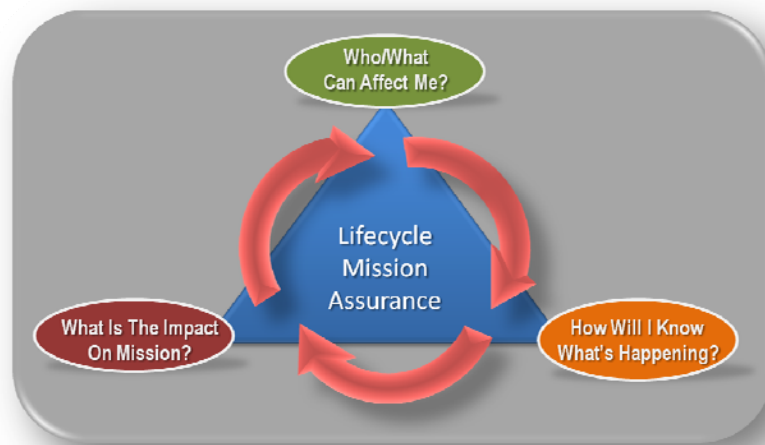 Who/What
Can Affect Me?
Lifecycle
Mission
Assurance
What Is The Impact
On Mission?
How Will I Know
What's Happening?